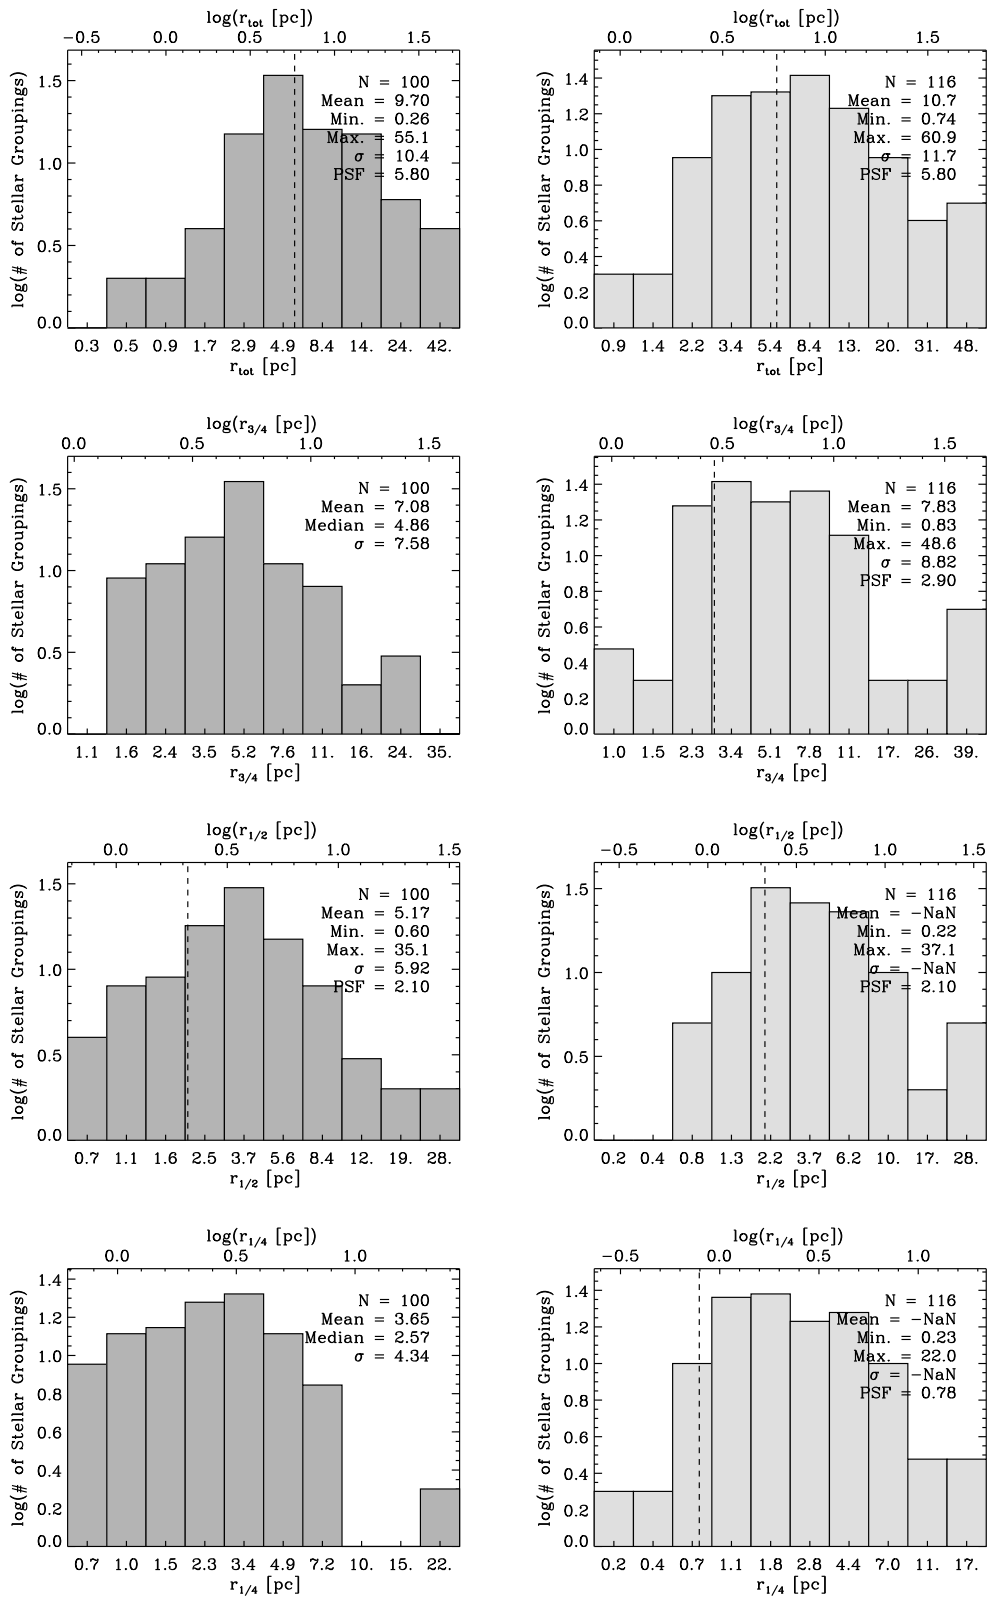 log(r_tot [pc])
−0.5 0.0 0.5 1.0 1.5
log(# of Stellar Groupings)
1.5
1.0
0.5
0.0
N = 100
Mean = 9.70
Min. = 0.26
Max. = 55.1
σ = 10.4
PSF = 5.80
0.3 0.5 0.9 1.7 2.9 4.9 8.4 14. 24. 42.
r_tot [pc]
log(r_tot [pc])
0.0 0.5 1.0 1.5
log(# of Stellar Groupings)
1.4
1.2
1.0
0.8
0.6
0.4
0.2
0.0
N = 116
Mean = 10.7
Min. = 0.74
Max. = 60.9
σ = 11.7
PSF = 5.80
0.9 1.4 2.2 3.4 5.4 8.4 13. 20. 31. 48.
r_tot [pc]
log(r_3/4 [pc])
0.0 0.5 1.0 1.5
log(# of Stellar Groupings)
1.5
1.0
0.5
0.0
N = 100
Mean = 7.08
Median = 4.86
σ = 7.58
1.1 1.6 2.4 3.5 5.2 7.6 11. 16. 24. 35.
r_3/4 [pc]
log(r_3/4 [pc])
0.0 0.5 1.0 1.5
log(# of Stellar Groupings)
1.4
1.2
1.0
0.8
0.6
0.4
0.2
0.0
N = 116
Mean = 7.83
Min. = 0.83
Max. = 48.6
σ = 8.82
PSF = 2.90
1.0 1.5 2.3 3.4 5.1 7.8 11. 17. 26. 39.
r_3/4 [pc]
log(r_1/2 [pc])
0.0 0.5 1.0 1.5
log(# of Stellar Groupings)
1.5
1.0
0.5
0.0
N = 100
Mean = 5.17
Min. = 0.60
Max. = 35.1
σ = 5.92
PSF = 2.10
0.7 1.1 1.6 2.5 3.7 5.6 8.4 12. 19. 28.
r_1/2 [pc]
log(r_1/2 [pc])
−0.5 0.0 0.5 1.0 1.5
log(# of Stellar Groupings)
1.5
1.0
0.5
0.0
N = 116
Mean = −NaN
Min. = 0.22
Max. = 37.1
σ = −NaN
PSF = 2.10
0.2 0.4 0.8 1.3 2.2 3.7 6.2 10. 17. 28.
r_1/2 [pc]
log(r_1/4 [pc])
0.0 0.5 1.0
log(# of Stellar Groupings)
1.4
1.2
1.0
0.8
0.6
0.4
0.2
0.0
N = 100
Mean = 3.65
Median = 2.57
σ = 4.34
0.7 1.0 1.5 2.3 3.4 4.9 7.2 10. 15. 22.
r_1/4 [pc]
log(r_1/4 [pc])
−0.5 0.0 0.5 1.0
log(# of Stellar Groupings)
1.4
1.2
1.0
0.8
0.6
0.4
0.2
0.0
N = 116
Mean = −NaN
Min. = 0.23
Max. = 22.0
σ = −NaN
PSF = 0.78
0.2 0.4 0.7 1.1 1.8 2.8 4.4 7.0 11. 17.
r_1/4 [pc]